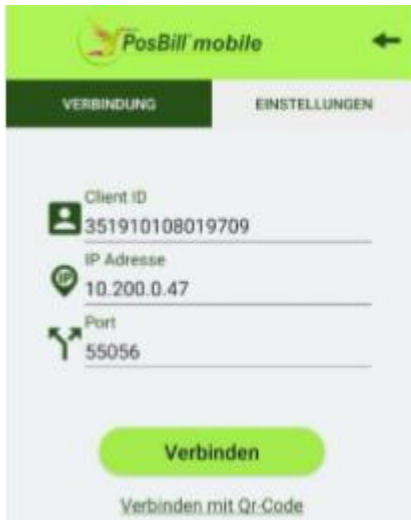 PosBill mobile
VERBINDUNG EINSTELLUNGEN
Client ID
351910108019709
IP Adresse
10.200.0.47
Port
55056
Verbinden
Verbinden mit Qr-Code